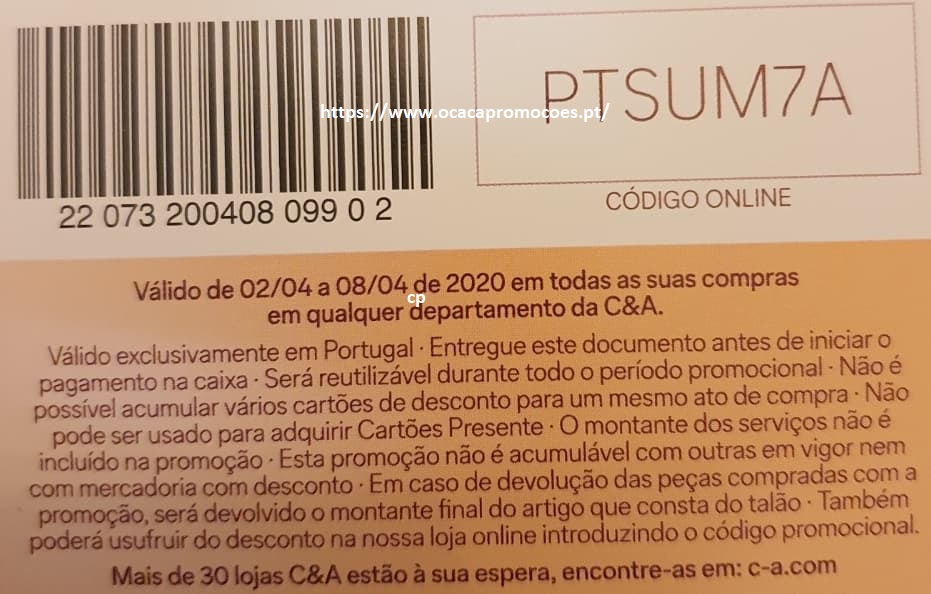 https://www.ocacapromocoes.pt/
PTSUM7A
22 073 200408 099 0 2
CÓDIGO ONLINE
Válido de 02/04 a 08/04 de 2020 em todas as suas compras
cp
em qualquer departamento da C&A.
Válido exclusivamente em Portugal · Entregue este documento antes de iniciar o
pagamento na caixa · Será reutilizável durante todo o período promocional · Não é
possível acumular vários cartões de desconto para um mesmo ato de compra · Não
pode ser usado para adquirir Cartões Presente · O montante dos serviços não é
incluído na promoção · Esta promoção não é acumulável com outras em vigor nem
com mercadoria com desconto · Em caso de devolução das peças compradas com a
promoção, será devolvido o montante final do artigo que consta do talão · Também
poderá usufruir do desconto na nossa loja online introduzindo o código promocional.
Mais de 30 lojas C&A estão à sua espera, encontre-as em: c-a.com